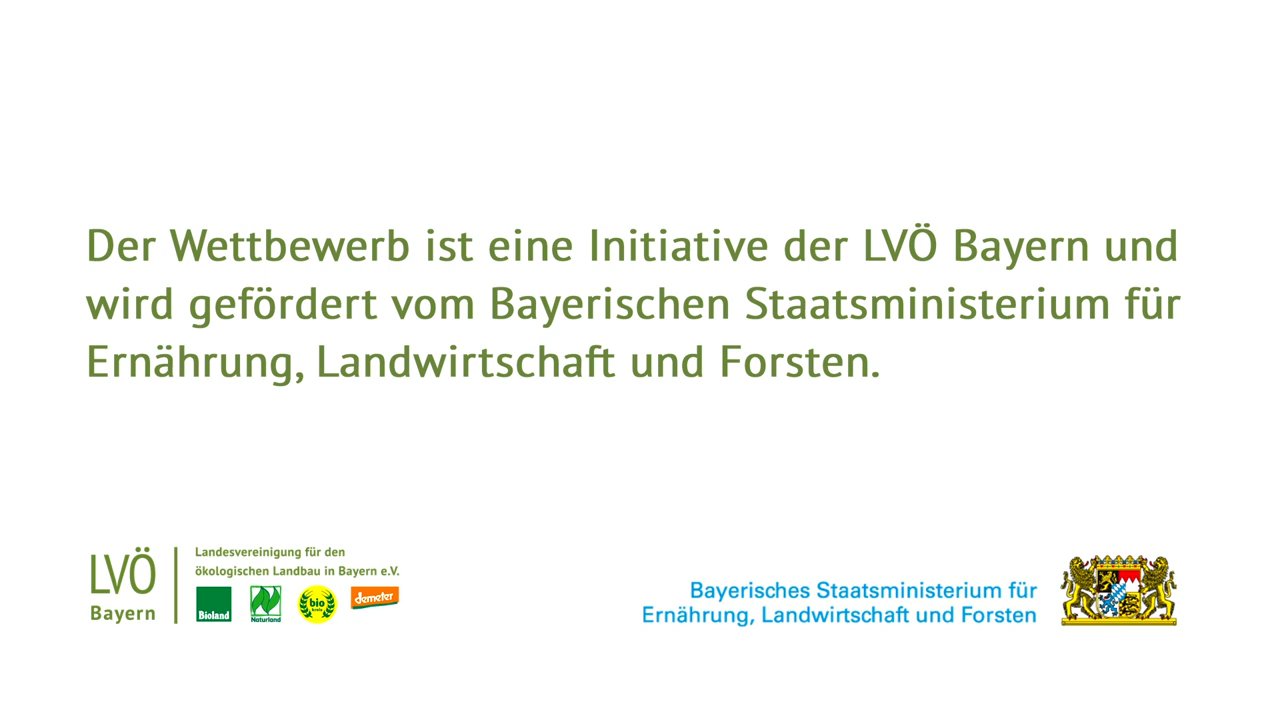 Der Wettbewerb ist eine Initiative der LVÖ Bayern und
wird gefördert vom Bayerischen Staatsministerium für
Ernährung, Landwirtschaft und Forsten.
LVÖ
Bayern
Landesvereinigung für den
ökologischen Landbau in Bayern e.V.
Bioland
Naturland
bio
kreis
demeter
Bayerisches Staatsministerium für
Ernährung, Landwirtschaft und Forsten